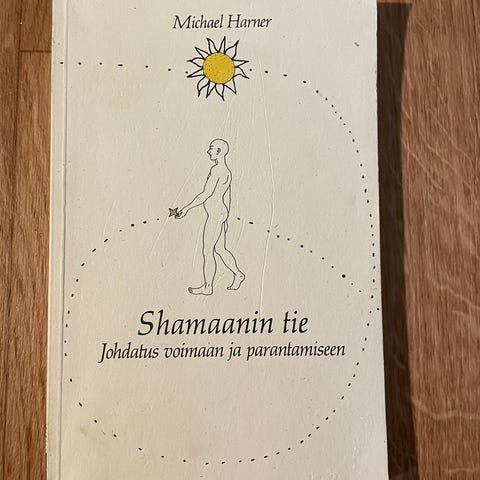 Michael Harner
Shamaanin tie
Johdatus voimaan ja parantamiseen